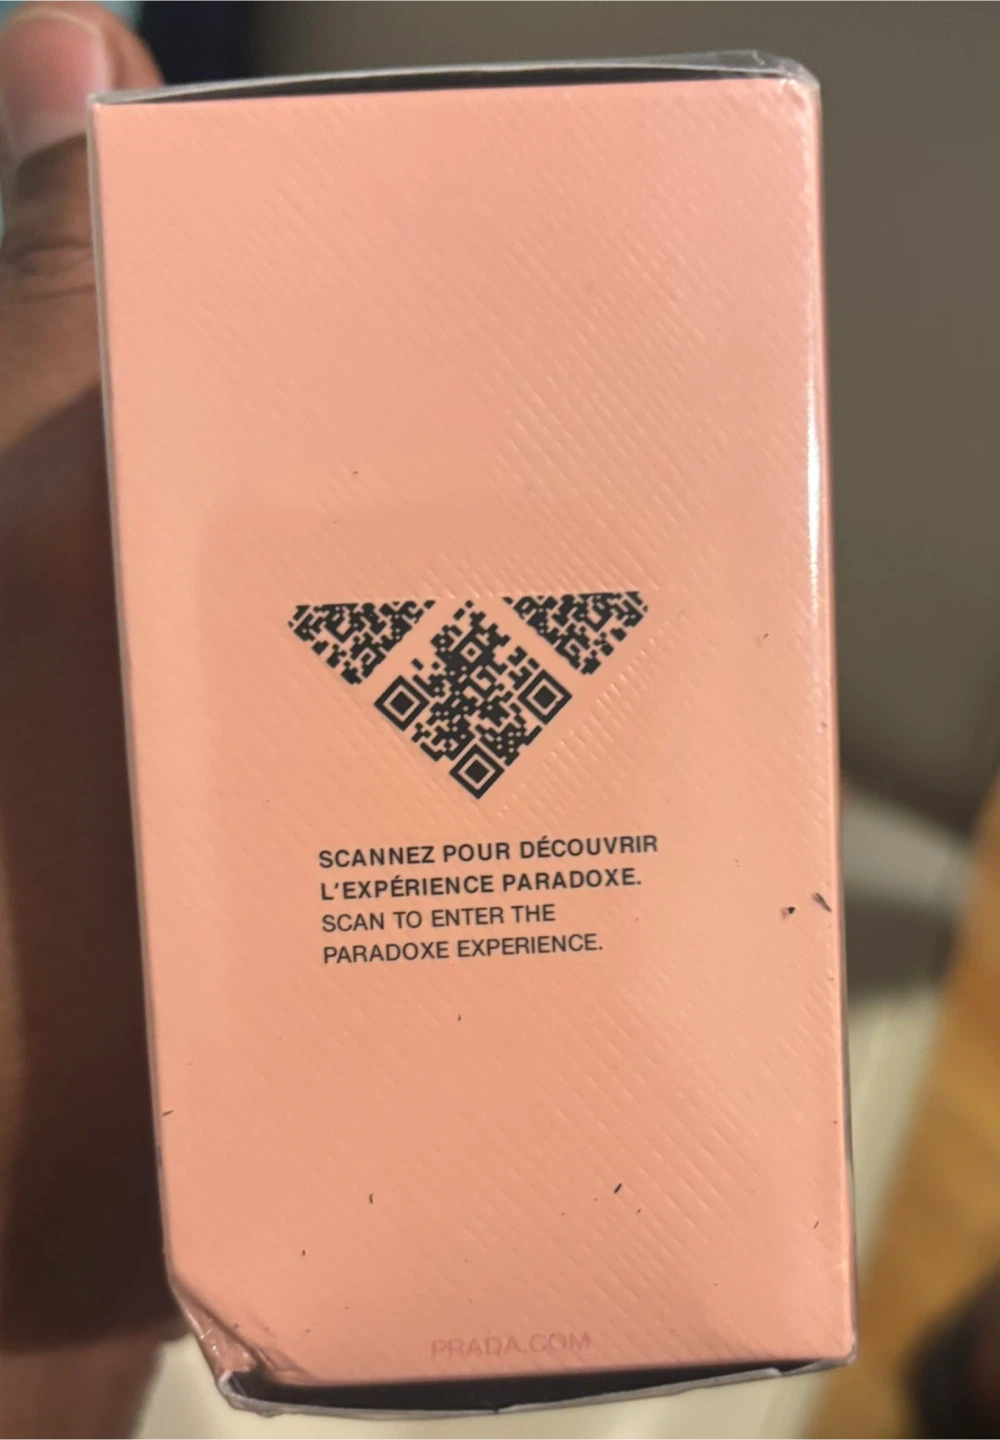 SCANNEZ POUR DÉCOUVRIR
L'EXPÉRIENCE PARADOXE.
SCAN TO ENTER THE
PARADOXE EXPERIENCE.
PRADA.COM